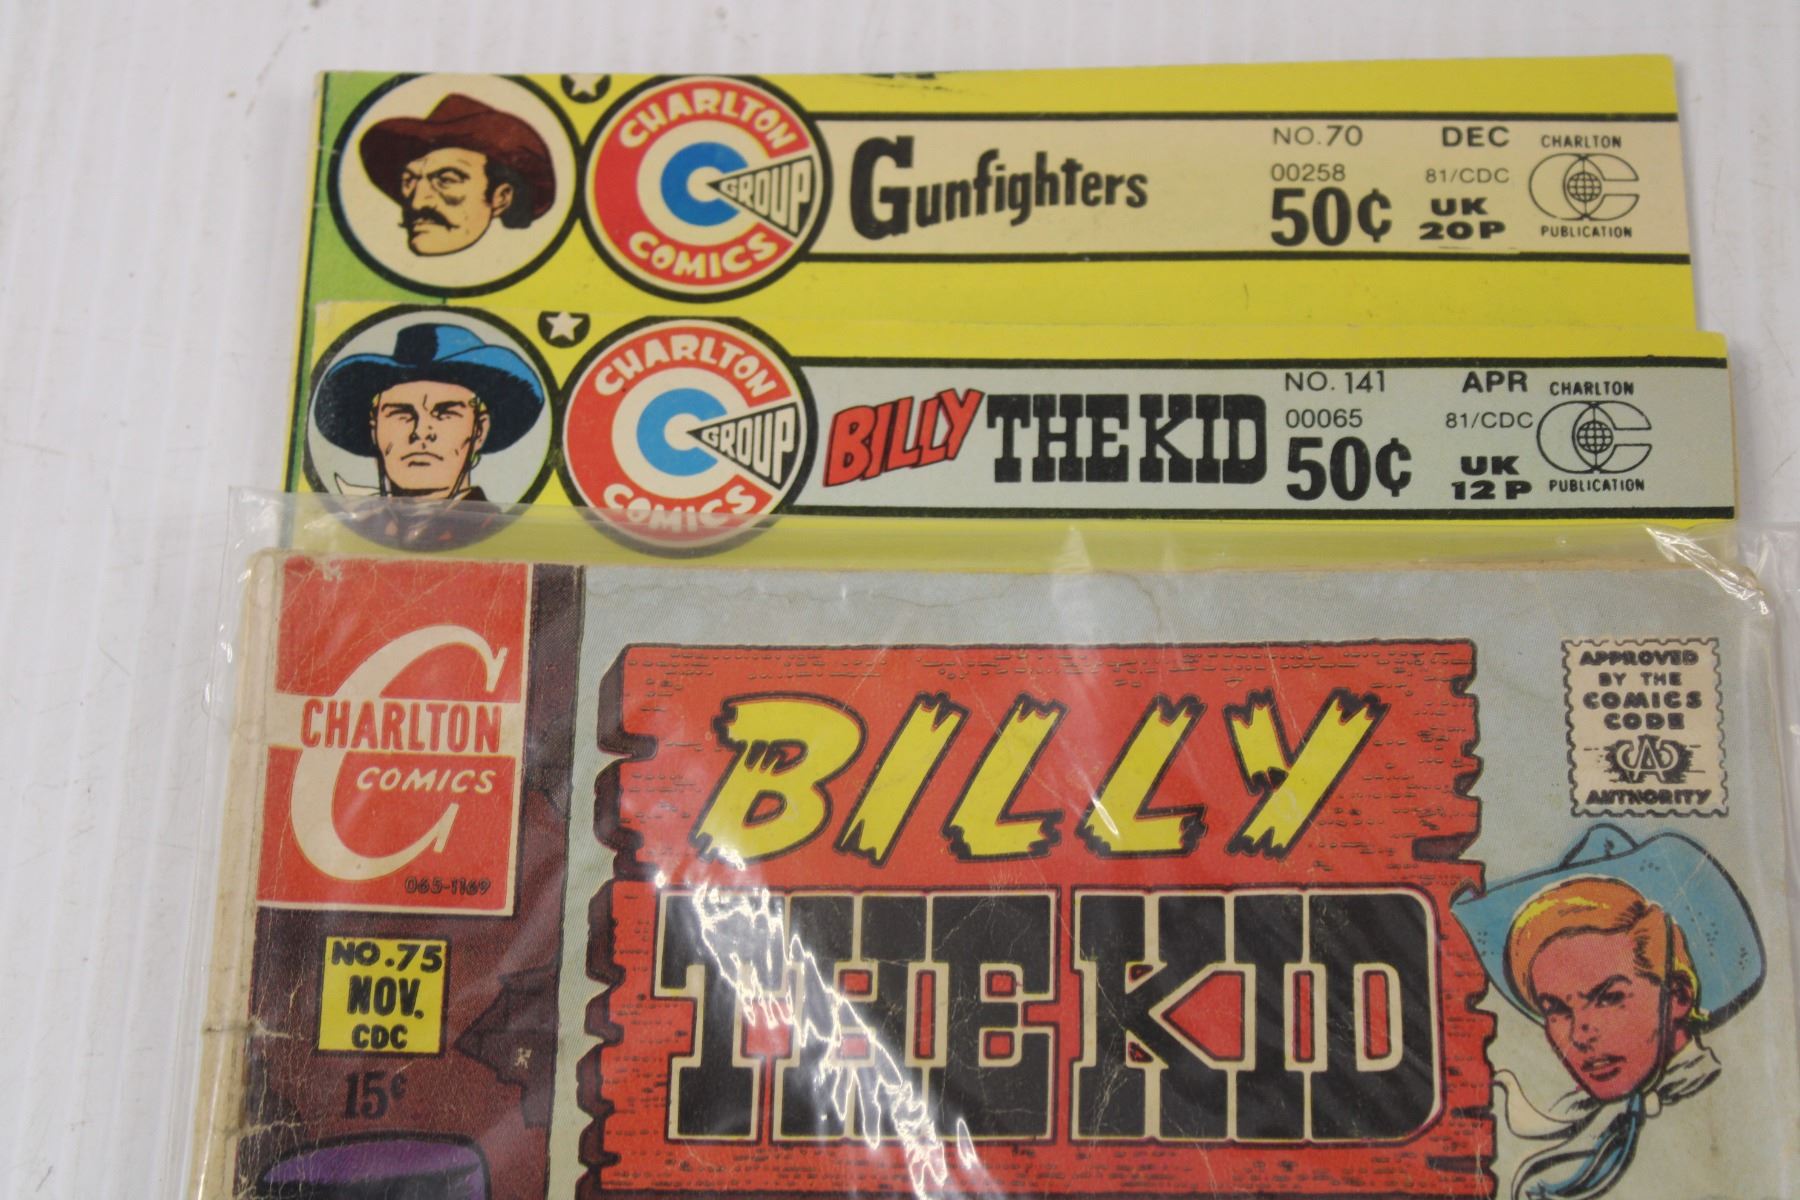 CHARLTON
GROUP
COMICS
Gunfighters
NO. 70
00258
50¢
DEC
81/CDC
UK
20P
CHARLTON
PUBLICATION
CHARLTON
GROUP
COMICS
BILLY THE KID
NO. 141
00065
50¢
APR
81/CDC
UK
12P
CHARLTON
PUBLICATION
CHARLTON
COMICS
065-1169
NO.75
NOV.
CDC
15¢
BILLY
THE KID
APPROVED
BY THE
COMICS
CODE
CA
AUTHORITY